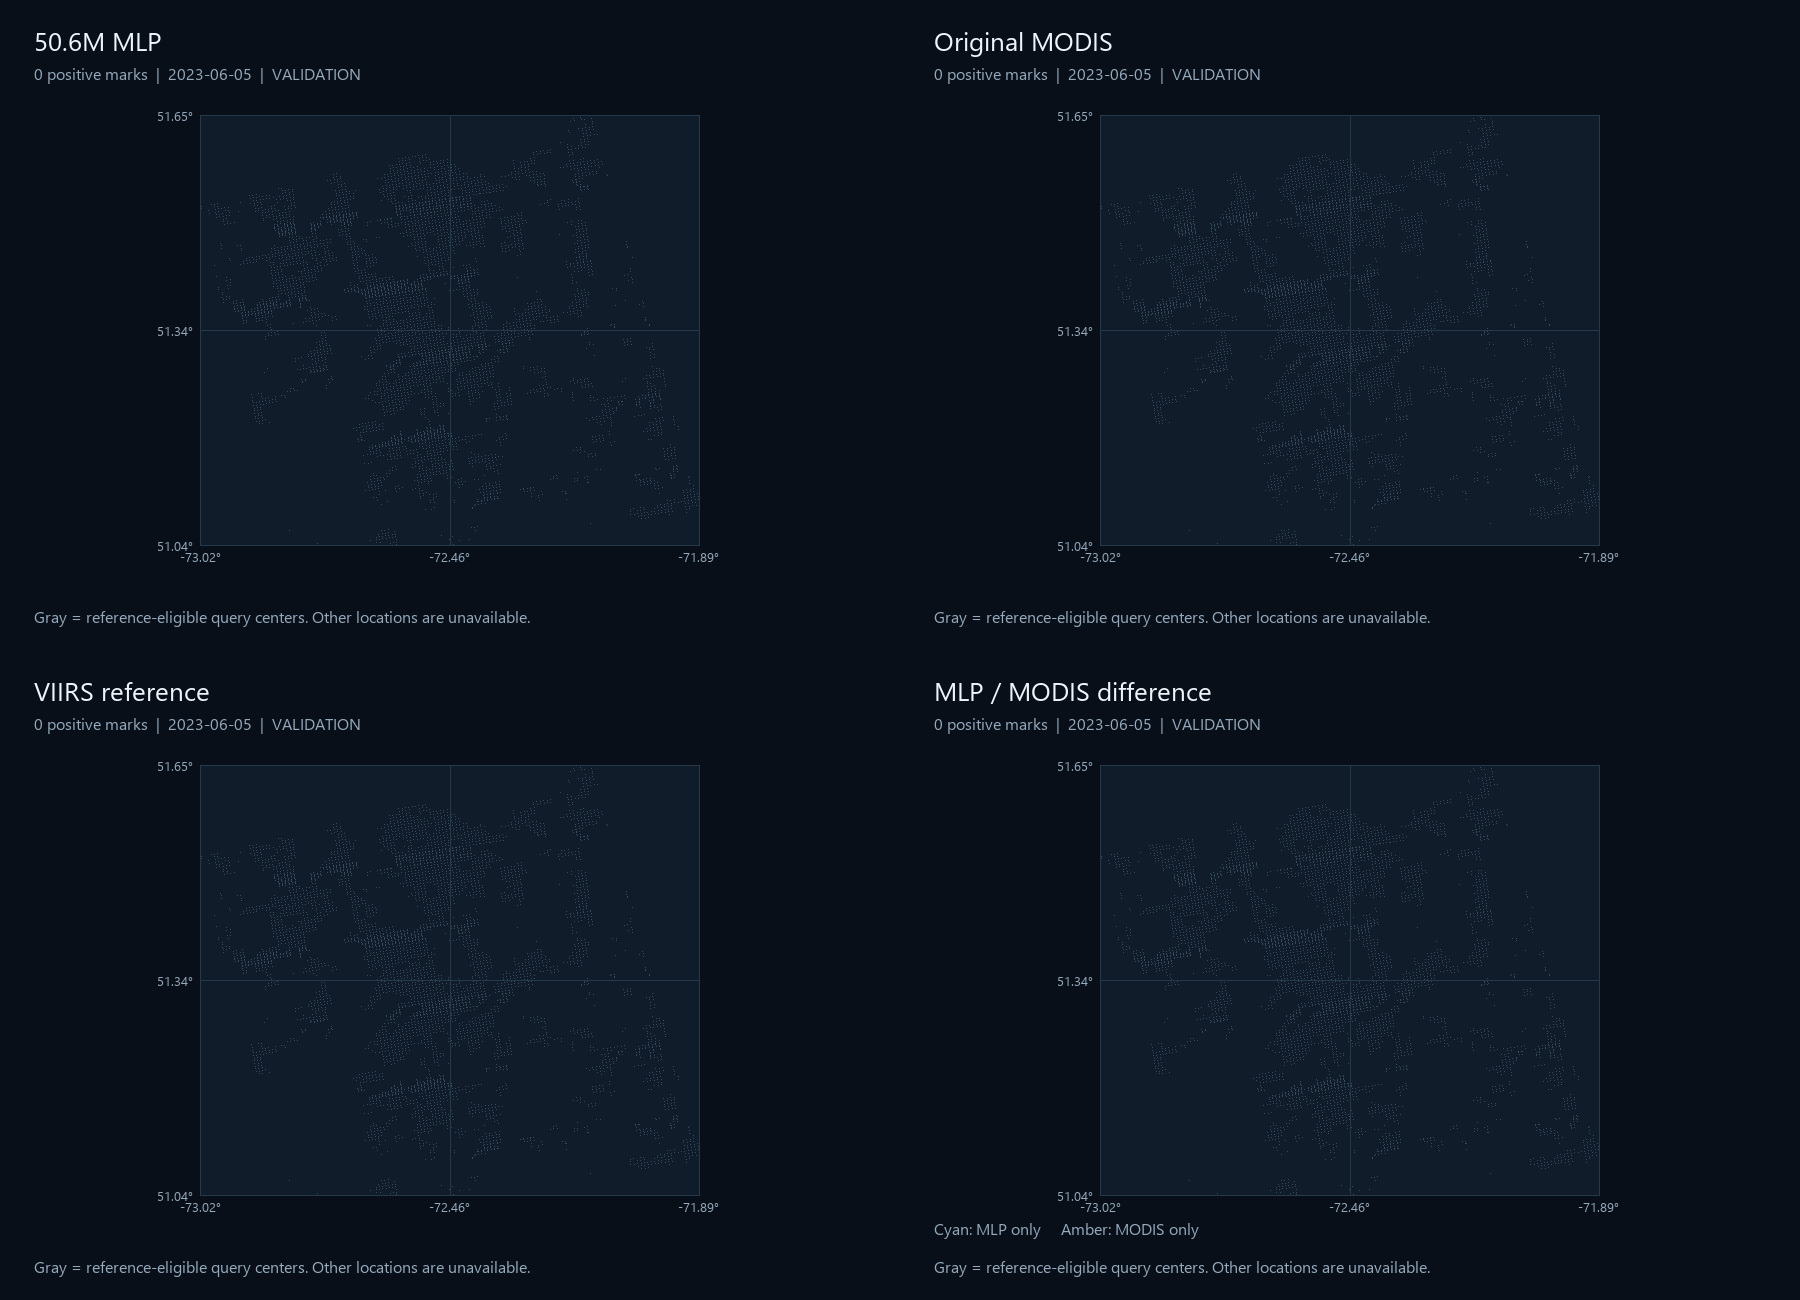 50.6M MLP
0 positive marks | 2023-06-05 | VALIDATION
51.65°
51.34°
51.04°
-73.02°
-72.46°
-71.89°
Gray = reference-eligible query centers. Other locations are unavailable.
Original MODIS
0 positive marks | 2023-06-05 | VALIDATION
51.65°
51.34°
51.04°
-73.02°
-72.46°
-71.89°
Gray = reference-eligible query centers. Other locations are unavailable.
VIIRS reference
0 positive marks | 2023-06-05 | VALIDATION
51.65°
51.34°
51.04°
-73.02°
-72.46°
-71.89°
Gray = reference-eligible query centers. Other locations are unavailable.
MLP / MODIS difference
0 positive marks | 2023-06-05 | VALIDATION
51.65°
51.34°
51.04°
-73.02°
-72.46°
-71.89°
Cyan: MLP only Amber: MODIS only
Gray = reference-eligible query centers. Other locations are unavailable.